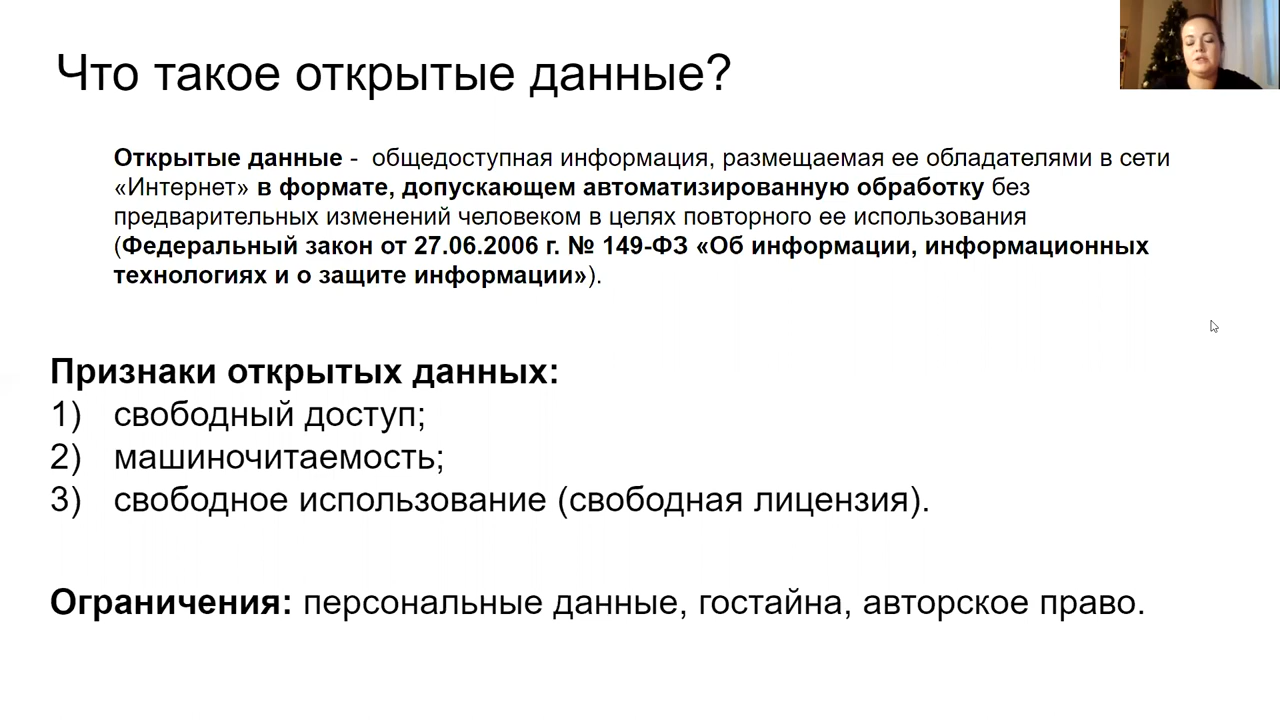 Что такое открытые данные?
Открытые данные - общедоступная информация, размещаемая ее обладателями в сети
«Интернет» в формате, допускающем автоматизированную обработку без
предварительных изменений человеком в целях повторного ее использования
(Федеральный закон от 27.06.2006 г. № 149-ФЗ «Об информации, информационных
технологиях и о защите информации»).
Признаки открытых данных:
1) свободный доступ;
2) машиночитаемость;
3) свободное использование (свободная лицензия).
Ограничения: персональные данные, гостайна, авторское право.